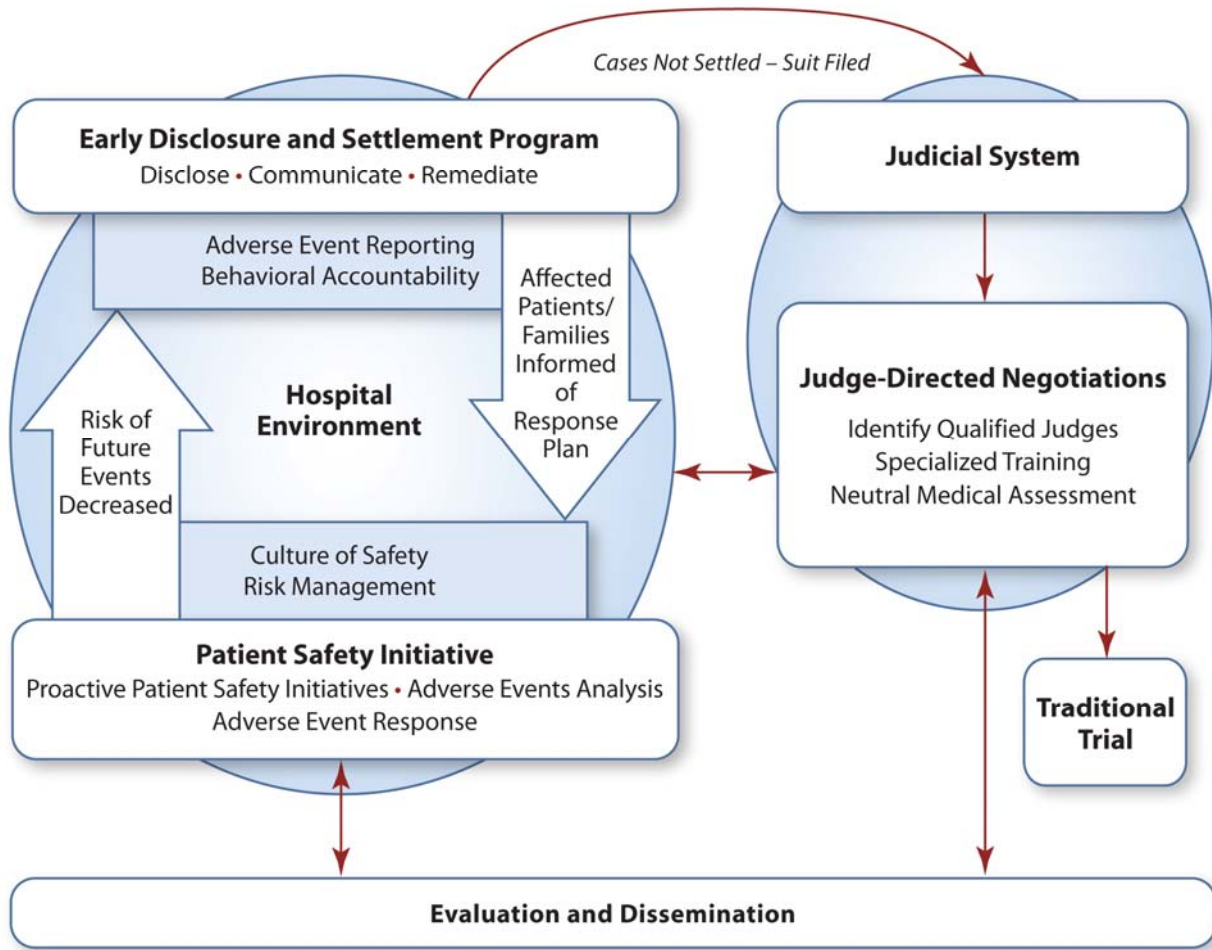 Cases Not Settled – Suit Filed
Early Disclosure and Settlement Program
Disclose • Communicate • Remediate
Adverse Event Reporting
Behavioral Accountability
Affected
Patients/
Families
Informed
of
Response
Plan
Hospital
Environment
Risk of
Future
Events
Decreased
Culture of Safety
Risk Management
Patient Safety Initiative
Proactive Patient Safety Initiatives • Adverse Events Analysis
Adverse Event Response
Judicial System
Judge-Directed Negotiations
Identify Qualified Judges
Specialized Training
Neutral Medical Assessment
Traditional
Trial
Evaluation and Dissemination